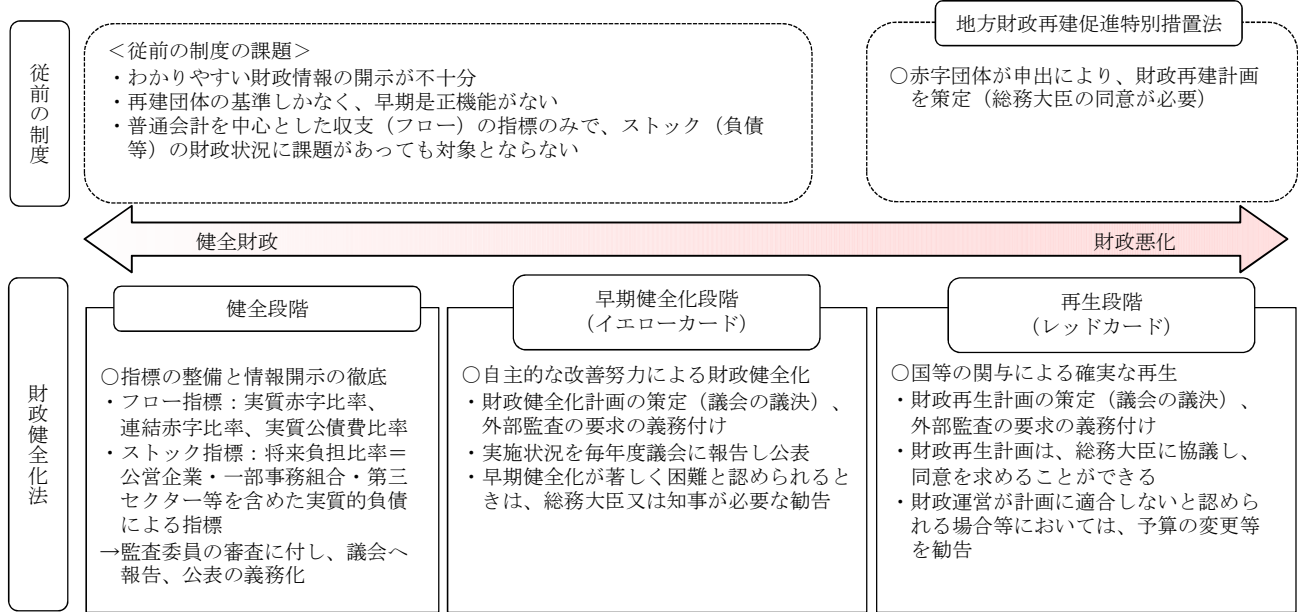 従前の制度
＜従前の制度の課題＞
・わかりやすい財政情報の開示が不十分
・再建団体の基準しかなく、早期是正機能がない
・普通会計を中心とした収支（フロー）の指標のみで、ストック（負債
等）の財政状況に課題があっても対象とならない
地方財政再建促進特別措置法
○赤字団体が申出により、財政再建計画
を策定（総務大臣の同意が必要）
健全財政
財政悪化
財政健全化法
健全段階
○指標の整備と情報開示の徹底
・フロー指標：実質赤字比率、
連結赤字比率、実質公債費比率
・ストック指標：将来負担比率＝
公営企業・一部事務組合・第三
セクター等を含めた実質的負債
による指標
→監査委員の審査に付し、議会へ
報告、公表の義務化
早期健全化段階
（イエローカード）
○自主的な改善努力による財政健全化
・財政健全化計画の策定（議会の議決）、
外部監査の要求の義務付け
・実施状況を毎年度議会に報告し公表
・早期健全化が著しく困難と認められると
きは、総務大臣又は知事が必要な勧告
再生段階
（レッドカード）
○国等の関与による確実な再生
・財政再生計画の策定（議会の議決）、
外部監査の要求の義務付け
・財政再生計画は、総務大臣に協議し、
同意を求めることができる
・財政運営が計画に適合しないと認めら
れる場合等においては、予算の変更等
を勧告